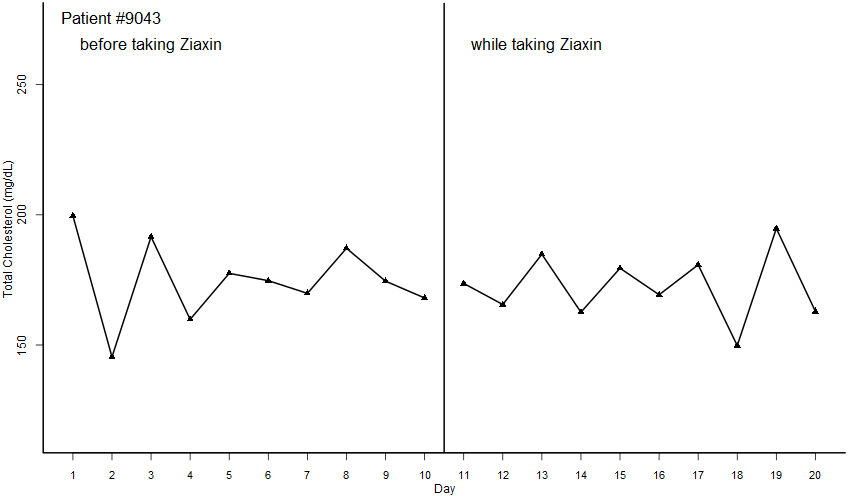 Patient #9043
before taking Ziaxin
while taking Ziaxin
250
200
150
Total Cholesterol (mg/dL)
1 2 3 4 5 6 7 8 9 10 11 12 13 14 15 16 17 18 19 20
Day